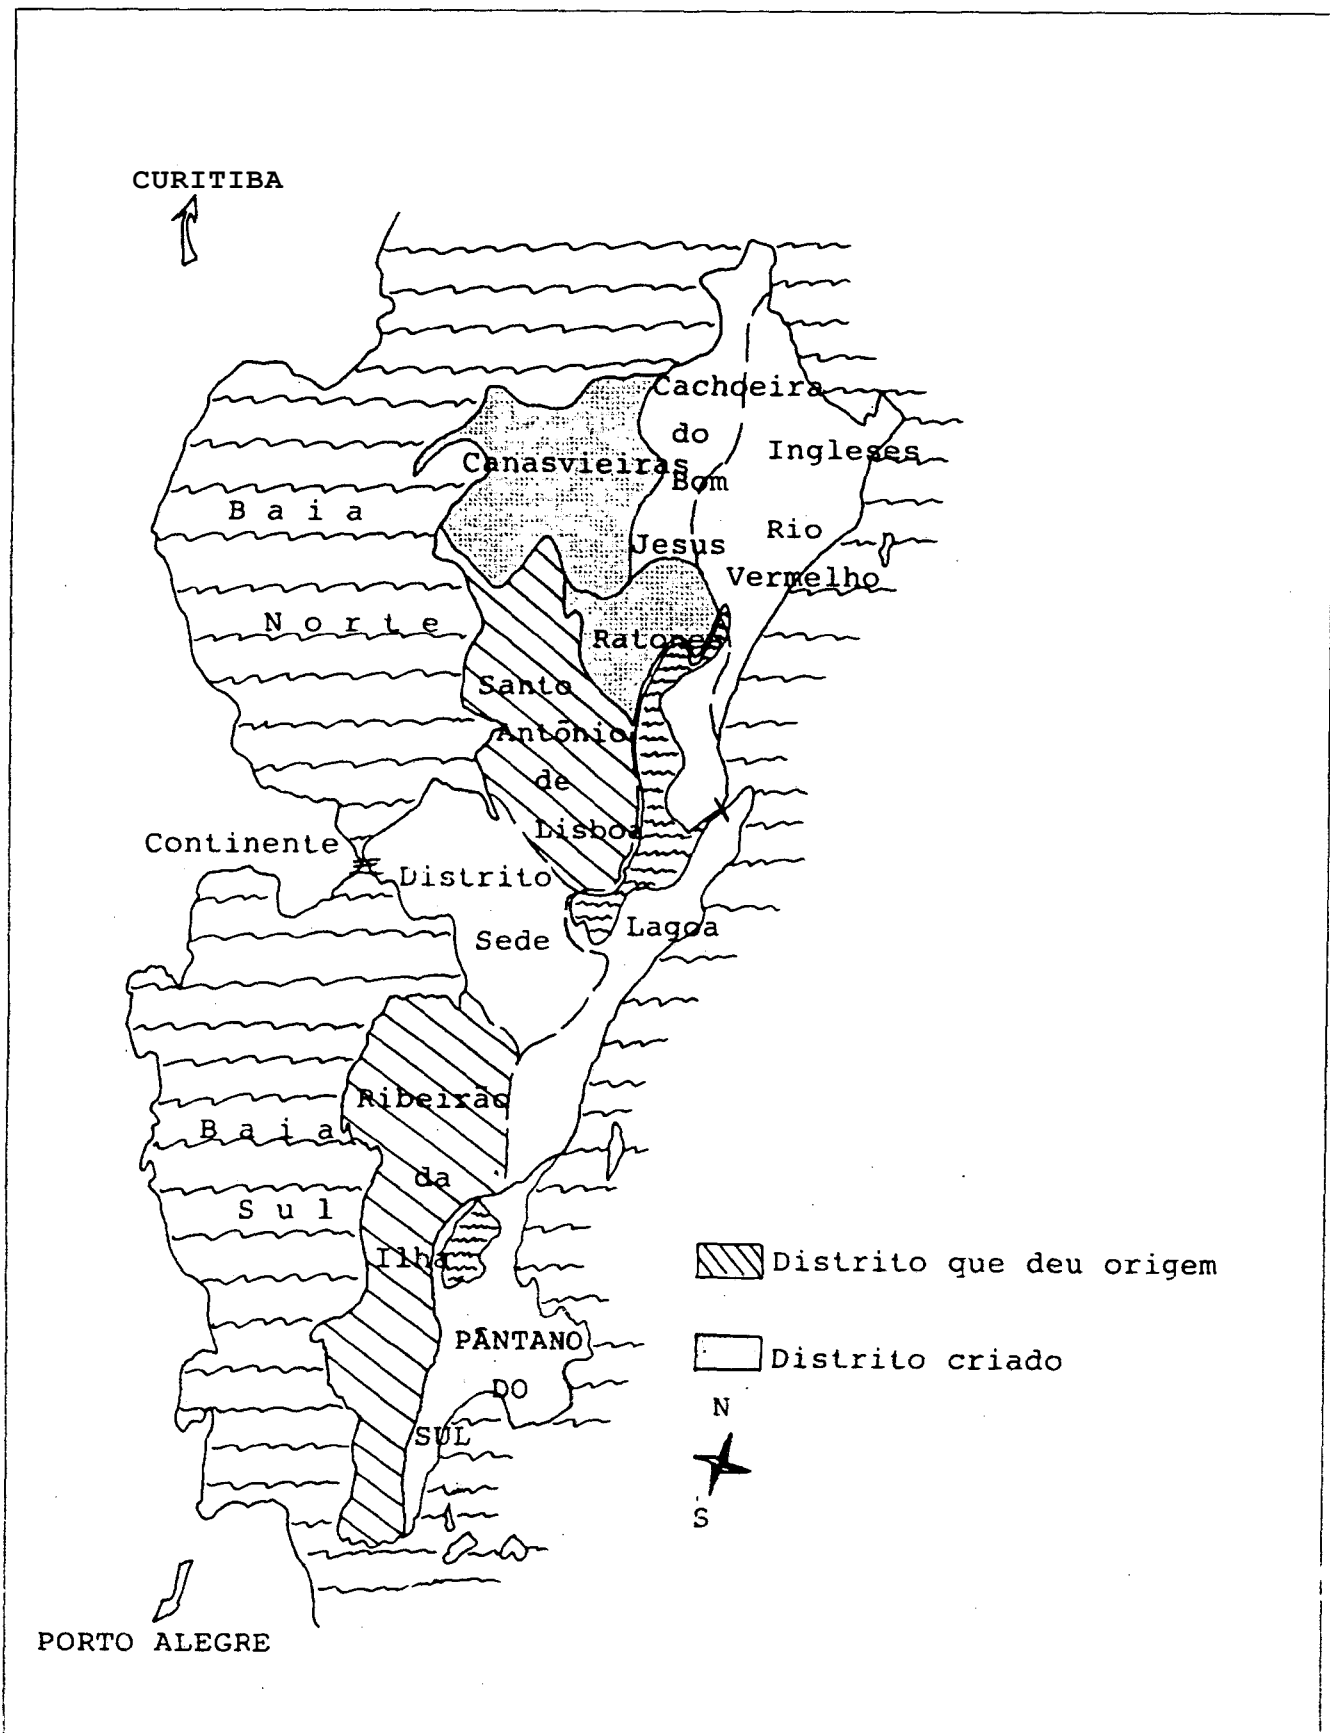 CURITIBA
Cachoeira
do
Bom
Jesus
Ingleses
Canasvieiras
Rio
Vermelho
Baia
Norte
Ratones
Santo
Antônio
de
Lisboa
Continente
Distrito
Sede
Lagoa
Ribeirão
da
Ilha
Baia
Sul
PÂNTANO
DO
SUL
Distrito que deu origem
Distrito criado
N
S
PORTO ALEGRE